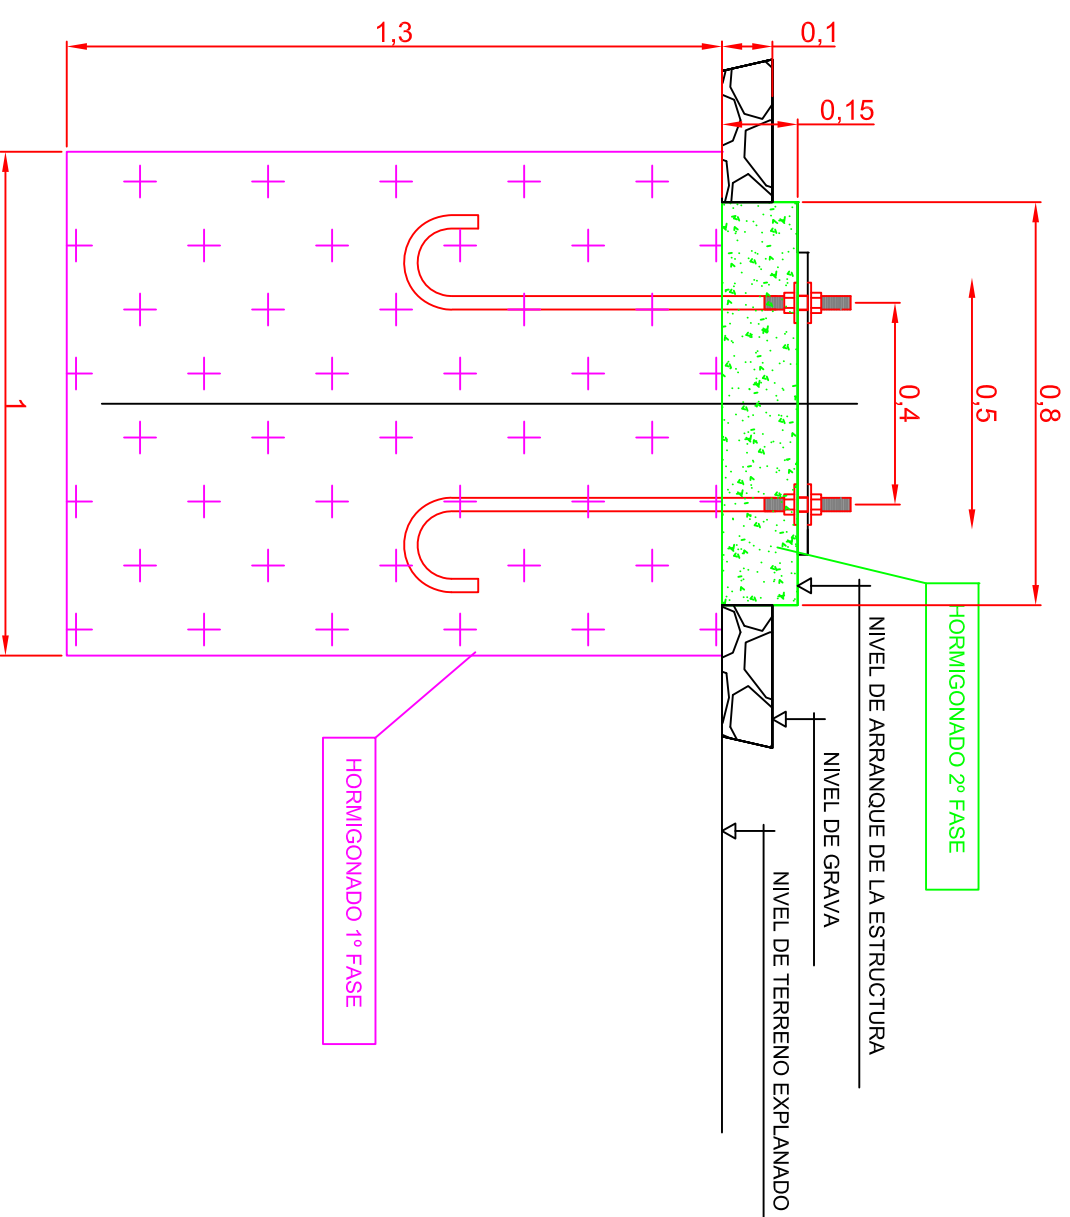 1,3
0,1
0,15
0,8
0,5
0,4
1
HORMIGONADO 2º FASE
NIVEL DE ARRANQUE DE LA ESTRUCTURA
NIVEL DE GRAVA
NIVEL DE TERRENO EXPLANADO
HORMIGONADO 1º FASE